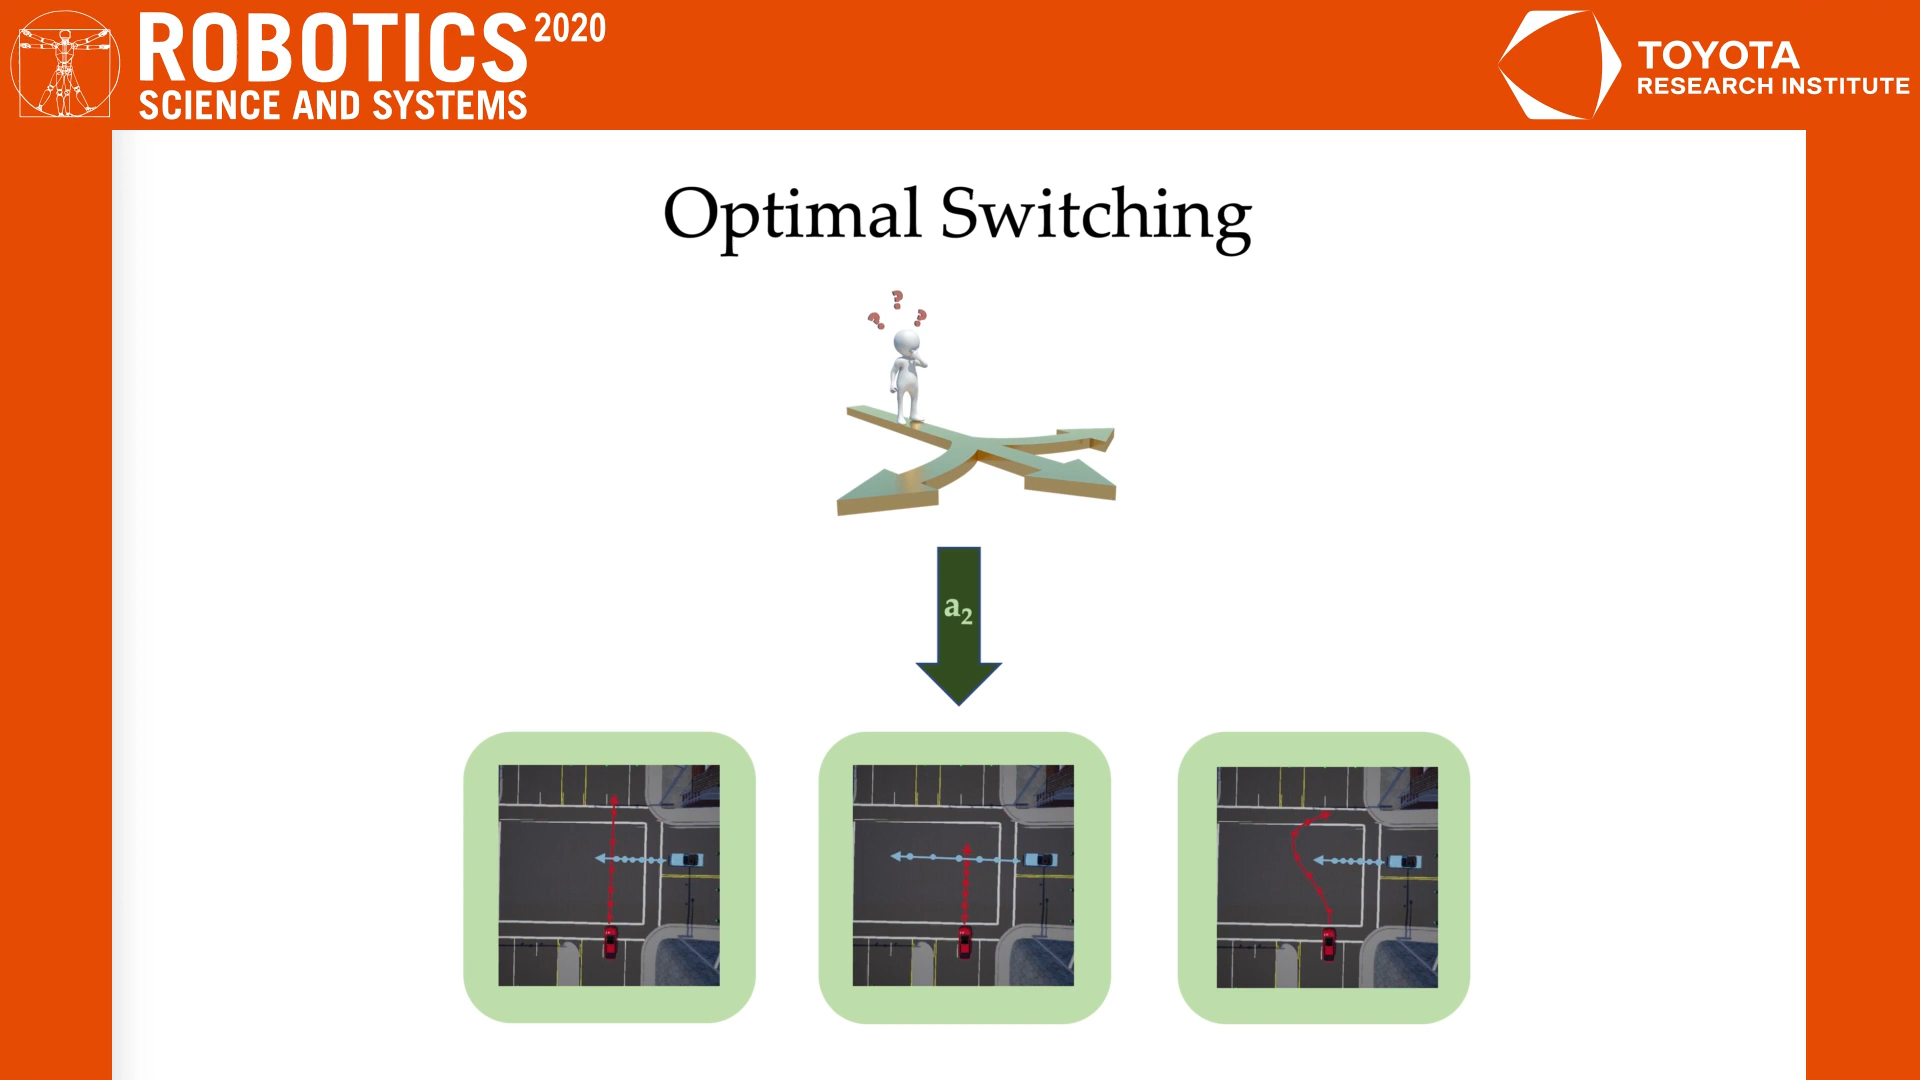 ROBOTICS 2020
SCIENCE AND SYSTEMS
TOYOTA
RESEARCH INSTITUTE
Optimal Switching
? ? ?
a₂